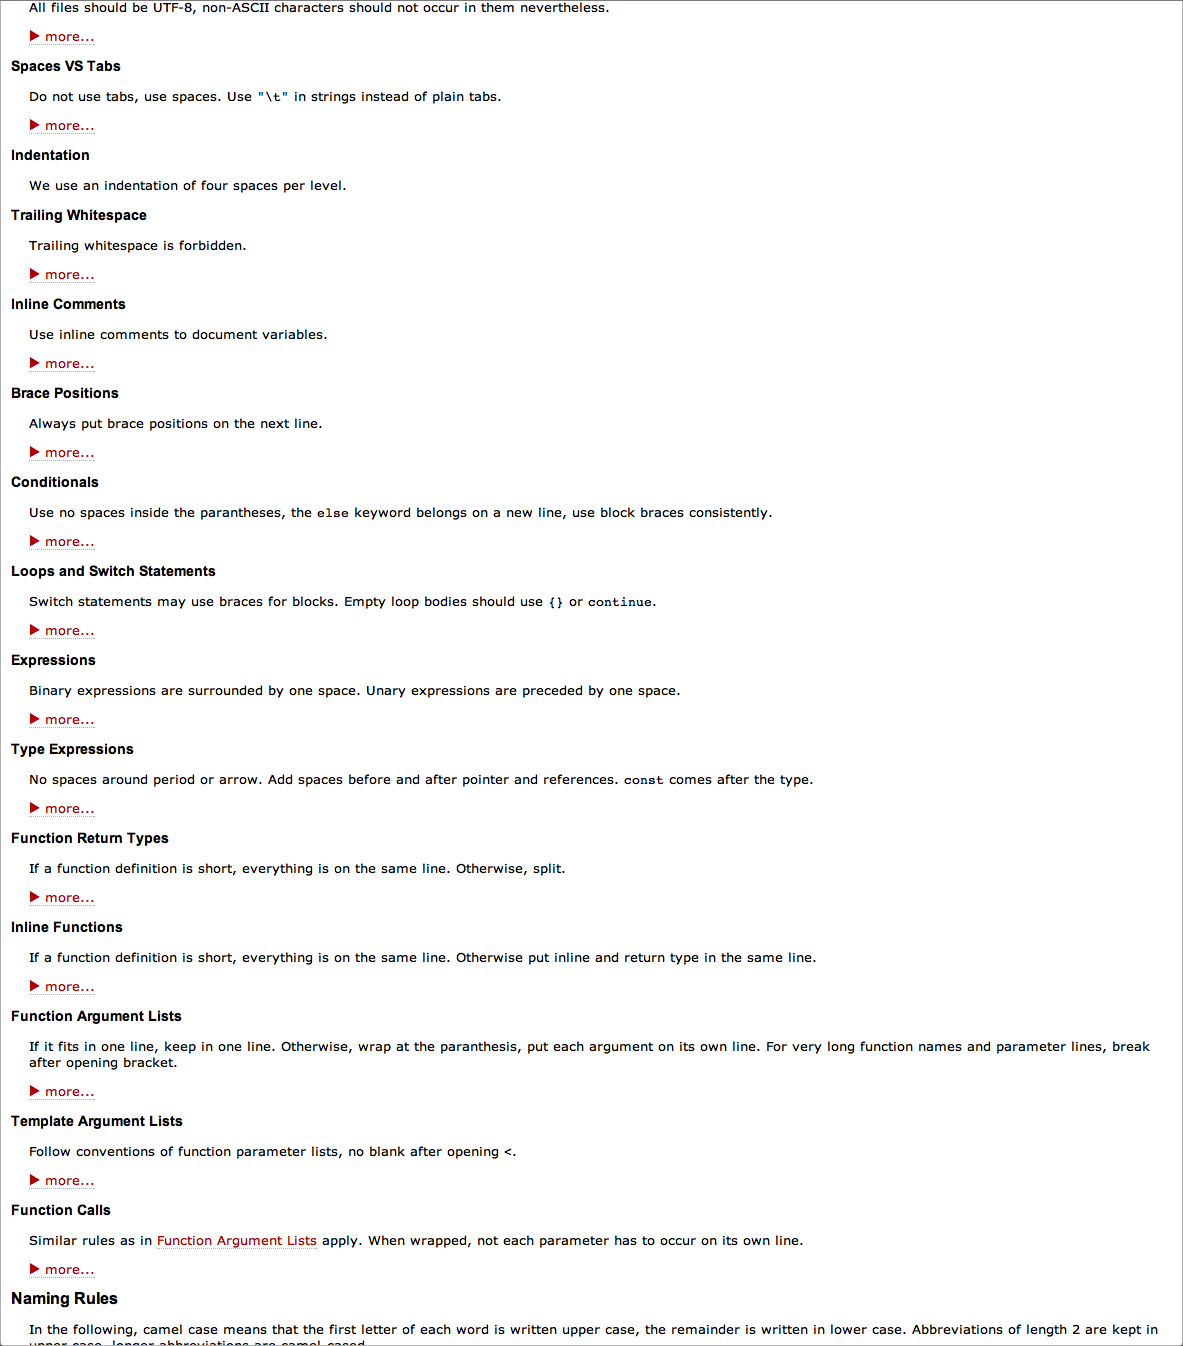 All files should be UTF-8, non-ASCII characters should not occur in them nevertheless.
▶ more...
Spaces VS Tabs
Do not use tabs, use spaces. Use "\t" in strings instead of plain tabs.
▶ more...
Indentation
We use an indentation of four spaces per level.
Trailing Whitespace
Trailing whitespace is forbidden.
▶ more...
Inline Comments
Use inline comments to document variables.
▶ more...
Brace Positions
Always put brace positions on the next line.
▶ more...
Conditionals
Use no spaces inside the parantheses, the else keyword belongs on a new line, use block braces consistently.
▶ more...
Loops and Switch Statements
Switch statements may use braces for blocks. Empty loop bodies should use {} or continue.
▶ more...
Expressions
Binary expressions are surrounded by one space. Unary expressions are preceded by one space.
▶ more...
Type Expressions
No spaces around period or arrow. Add spaces before and after pointer and references. const comes after the type.
▶ more...
Function Return Types
If a function definition is short, everything is on the same line. Otherwise, split.
▶ more...
Inline Functions
If a function definition is short, everything is on the same line. Otherwise put inline and return type in the same line.
▶ more...
Function Argument Lists
If it fits in one line, keep in one line. Otherwise, wrap at the paranthesis, put each argument on its own line. For very long function names and parameter lines, break
after opening bracket.
▶ more...
Template Argument Lists
Follow conventions of function parameter lists, no blank after opening <.
▶ more...
Function Calls
Similar rules as in Function Argument Lists apply. When wrapped, not each parameter has to occur on its own line.
▶ more...
Naming Rules
In the following, camel case means that the first letter of each word is written upper case, the remainder is written in lower case. Abbreviations of length 2 are kept in
upper case, longer abbreviations are camel-cased.